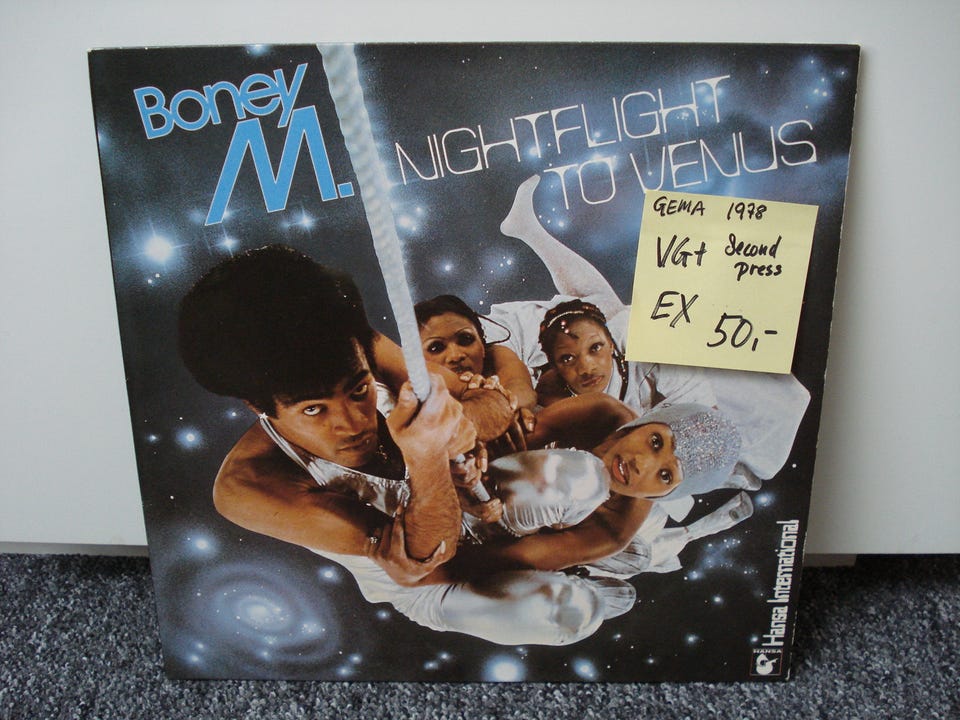 Boney
M.
NIGHTFLIGHT
TO VENUS
GEMA 1978
VG+ Second
press
EX 50,-
Hansa International
HANSA